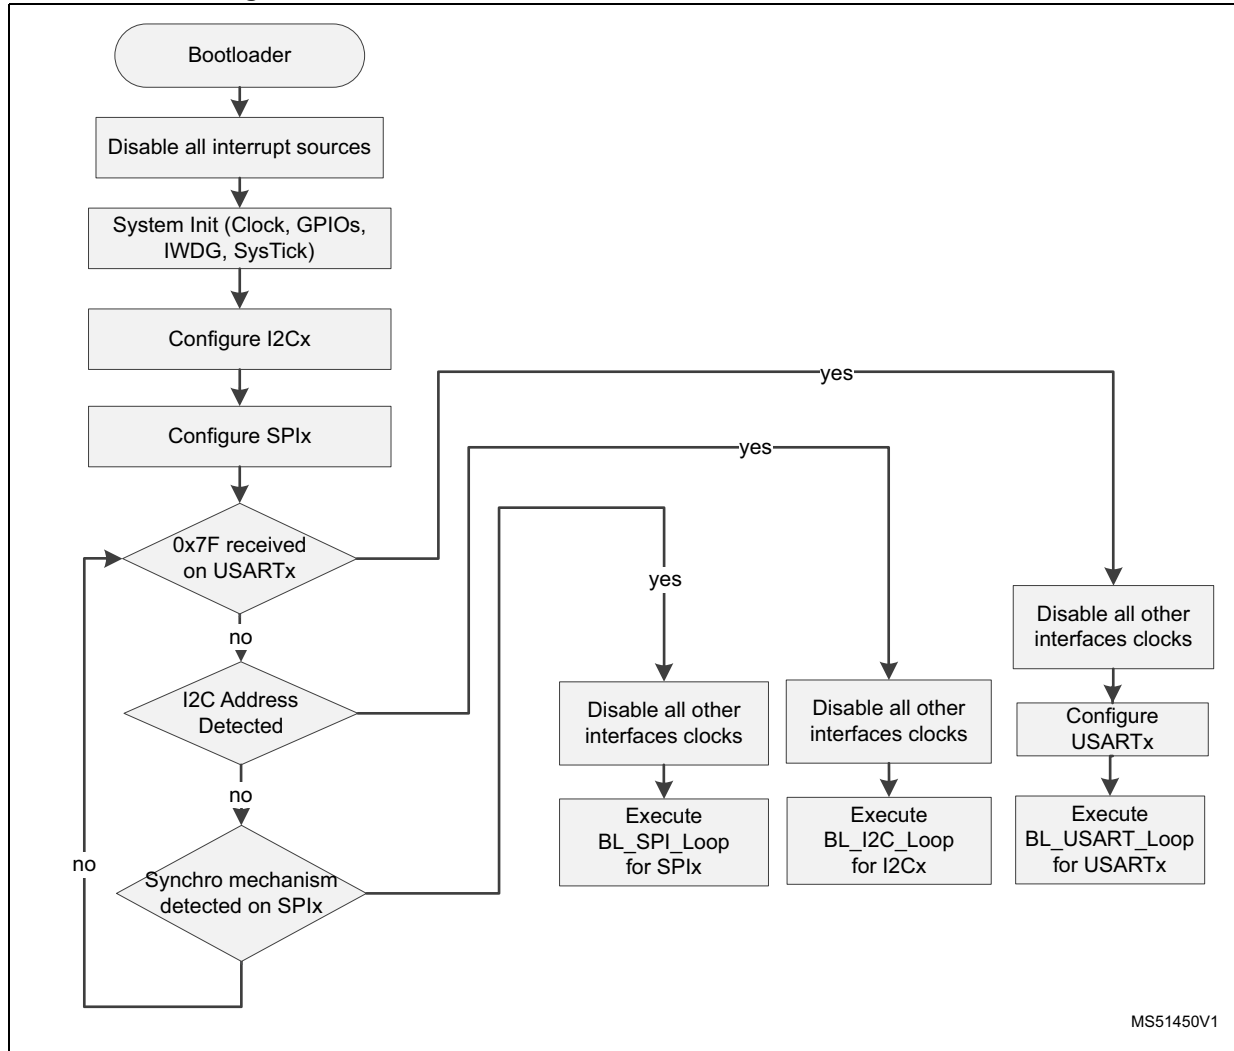 Bootloader
Disable all interrupt sources
System Init (Clock, GPIOs,
IWDG, SysTick)
Configure I2Cx
Configure SPIx
0x7F received
on USARTx
yes
no
I2C Address
Detected
yes
no
Synchro mechanism
detected on SPIx
yes
no
Disable all other
interfaces clocks
Execute
BL_SPI_Loop
for SPIx
Disable all other
interfaces clocks
Execute
BL_I2C_Loop
for I2Cx
Disable all other
interfaces clocks
Configure
USARTx
Execute
BL_USART_Loop
for USARTx
MS51450V1